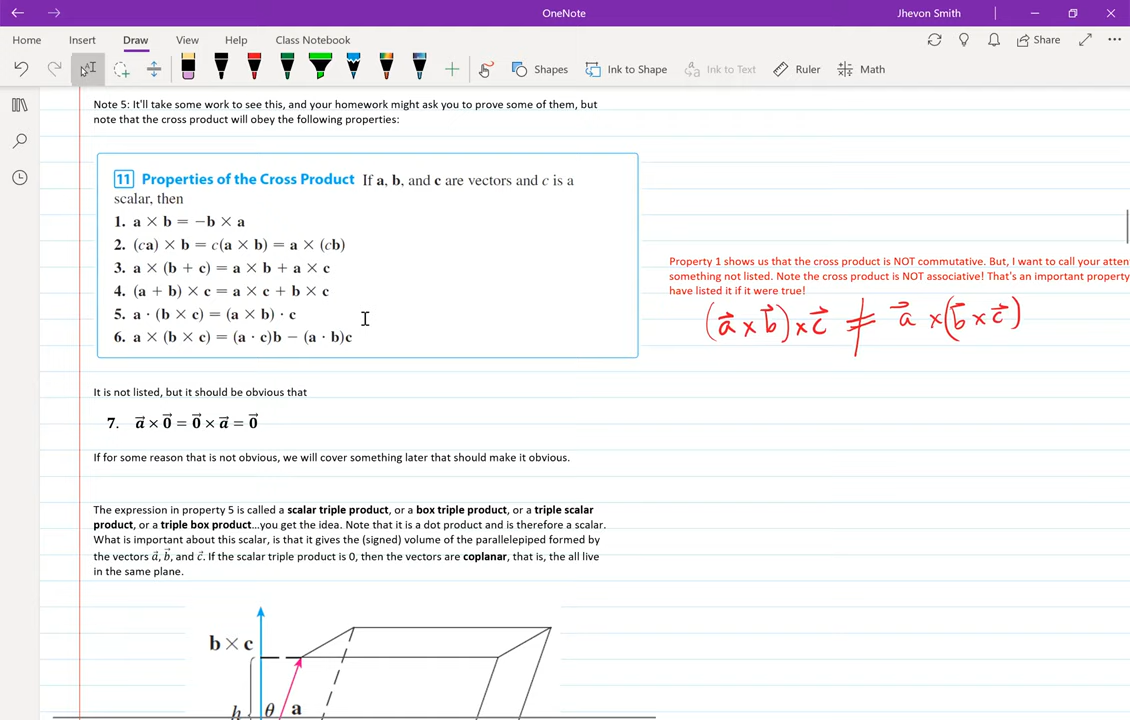 OneNote
Jhevon Smith
Home Insert Draw View Help Class Notebook
Share
Shapes Ink to Shape Ink to Text Ruler Math
Note 5: It'll take some work to see this, and your homework might ask you to prove some of them, but
note that the cross product will obey the following properties:
11 Properties of the Cross Product If a, b, and c are vectors and c is a
scalar, then
1. a × b = −b × a
2. (ca) × b = c(a × b) = a × (cb)
3. a × (b + c) = a × b + a × c
4. (a + b) × c = a × c + b × c
5. a · (b × c) = (a × b) · c
6. a × (b × c) = (a · c)b − (a · b)c
Property 1 shows us that the cross product is NOT commutative. But, I want to call your atten
something not listed. Note the cross product is NOT associative! That's an important property
have listed it if it were true!
(a⃗ × b⃗) × c⃗ ≠ a⃗ × (b⃗ × c⃗)
It is not listed, but it should be obvious that
7. a⃗ × 0⃗ = 0⃗ × a⃗ = 0⃗
If for some reason that is not obvious, we will cover something later that should make it obvious.
The expression in property 5 is called a scalar triple product, or a box triple product, or a triple scalar
product, or a triple box product...you get the idea. Note that it is a dot product and is therefore a scalar.
What is important about this scalar, is that it gives the (signed) volume of the parallelepiped formed by
the vectors a⃗, b⃗, and c⃗. If the scalar triple product is 0, then the vectors are coplanar, that is, the all live
in the same plane.
b × c
h θ a